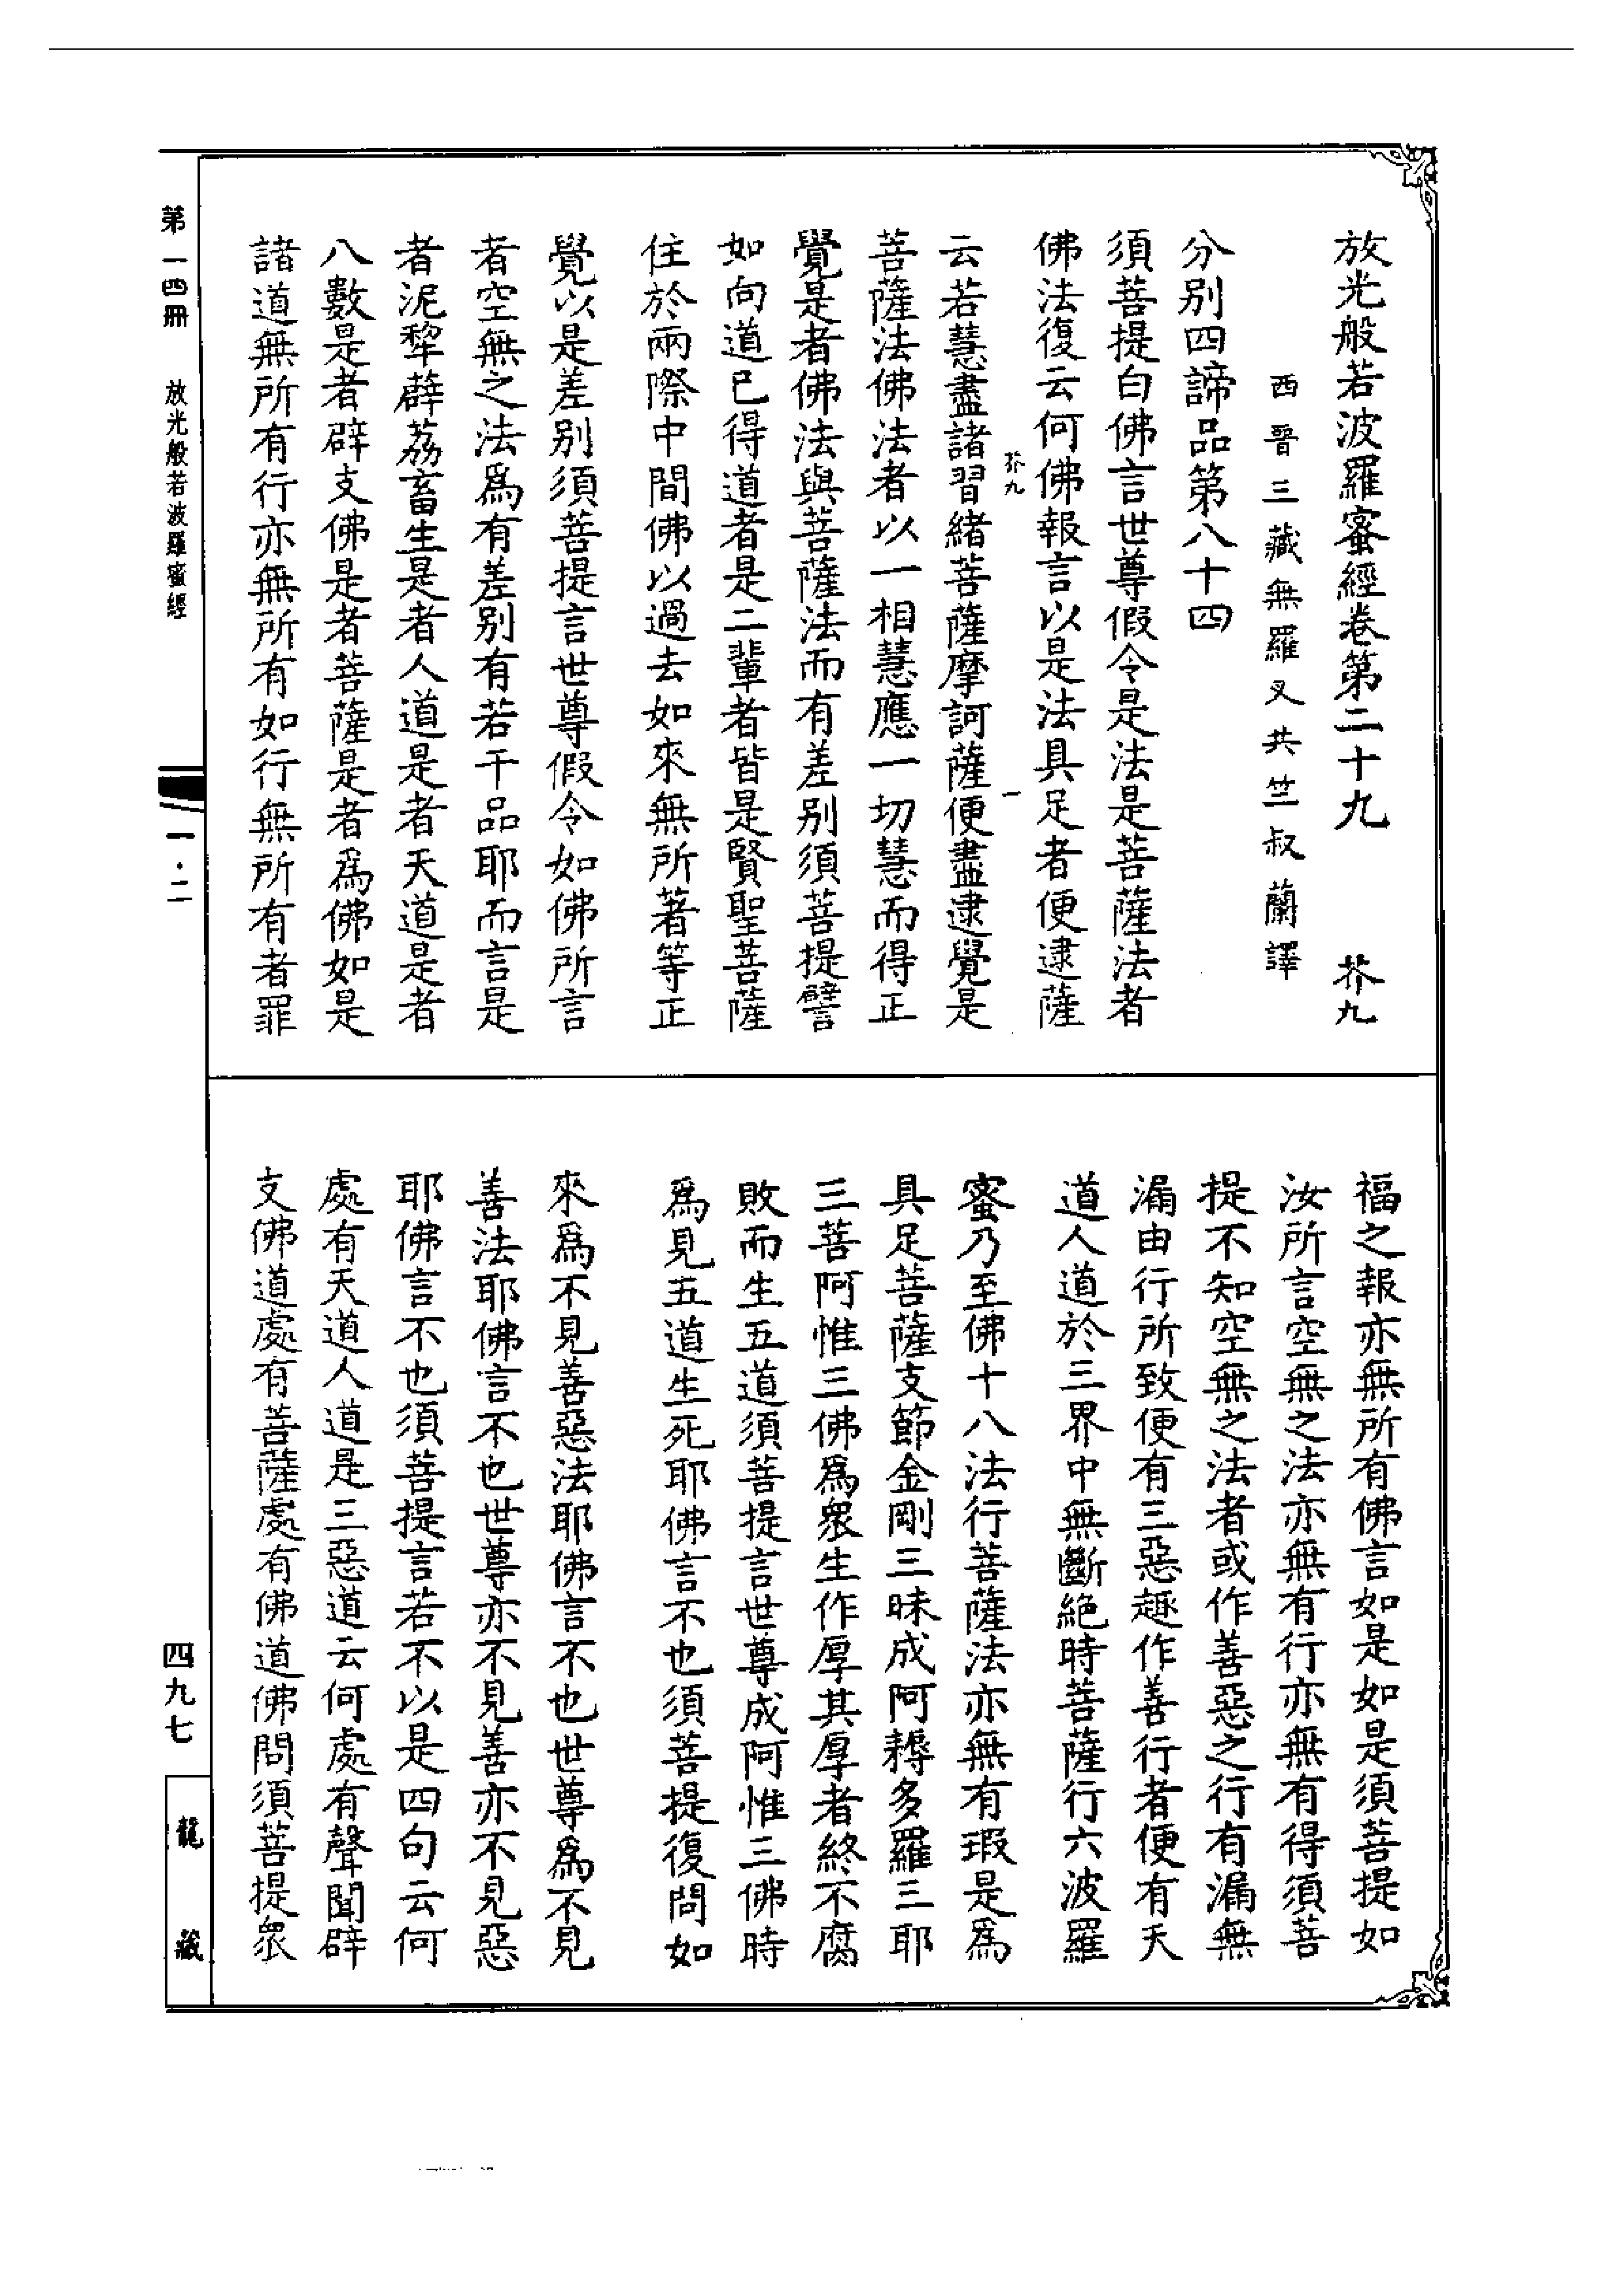 放光般若波羅蜜經卷第二十九　芥九
西晉三藏無羅叉共竺叔蘭譯
分别四諦品第八十四
須菩提白佛言世尊假令是法是菩薩法者
佛法復云何佛報言以是法具足者便逮薩
芥九　一
云若慧盡諸習緒菩薩摩訶薩便盡逮覺是
菩薩法佛法者以一相慧應一切慧而得正
覺是者佛法與菩薩法而有差别須菩提譬
如向道已得道者是二輩者皆是賢聖菩薩
住於兩際中間佛以過去如來無所著等正
覺以是差别須菩提言世尊假令如佛所言
者空無之法爲有差别有若干品耶而言是
者泥犂薜荔畜生是者人道是者天道是者
八數是者辟支佛是者菩薩是者爲佛如是
諸道無所有行亦無所有如行無所有者罪
福之報亦無所有佛言如是如是須菩提如
汝所言空無之法亦無有行亦無有得須菩
提不知空無之法者或作善惡之行有漏無
漏由行所致便有三惡趣作善行者便有天
道人道於三界中無斷絶時菩薩行六波羅
蜜乃至佛十八法行菩薩法亦無有瑕是爲
具足菩薩支節金剛三昧成阿耨多羅三耶
三菩阿惟三佛爲衆生作厚其厚者終不腐
敗而生五道須菩提言世尊成阿惟三佛時
爲見五道生死耶佛言不也須菩提復問如
來爲不見善惡法耶佛言不也世尊爲不見
善法耶佛言不也世尊亦不見善亦不見惡
耶佛言不也須菩提言若不以是四句云何
處有天道人道是三惡道云何處有聲聞辟
支佛道處有菩薩處有佛道佛問須菩提衆
第一四冊　放光般若波羅蜜經
一·二
四九七
龍藏